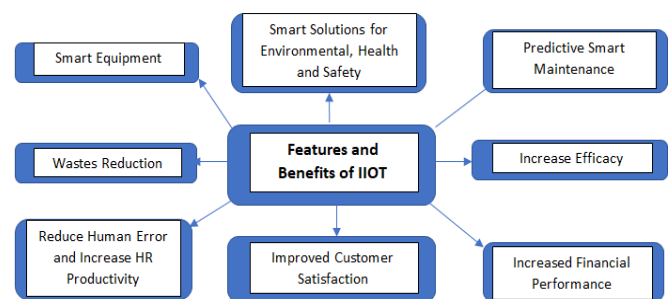 Smart Equipment
Smart Solutions for
Environmental, Health
and Safety
Predictive Smart
Maintenance
Wastes Reduction
Features and
Benefits of IIOT
Increase Efficacy
Reduce Human Error
and Increase HR
Productivity
Improved Customer
Satisfaction
Increased Financial
Performance